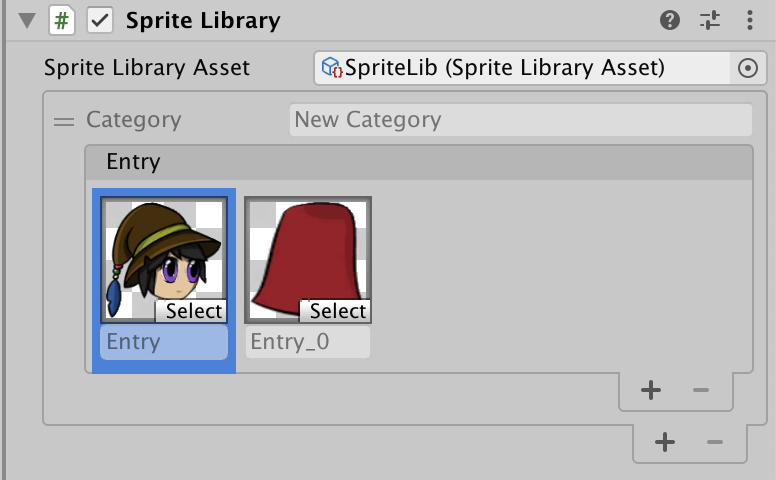 # Sprite Library
Sprite Library Asset SpriteLib (Sprite Library Asset)
Category New Category
Entry
Select Select
Entry Entry_0